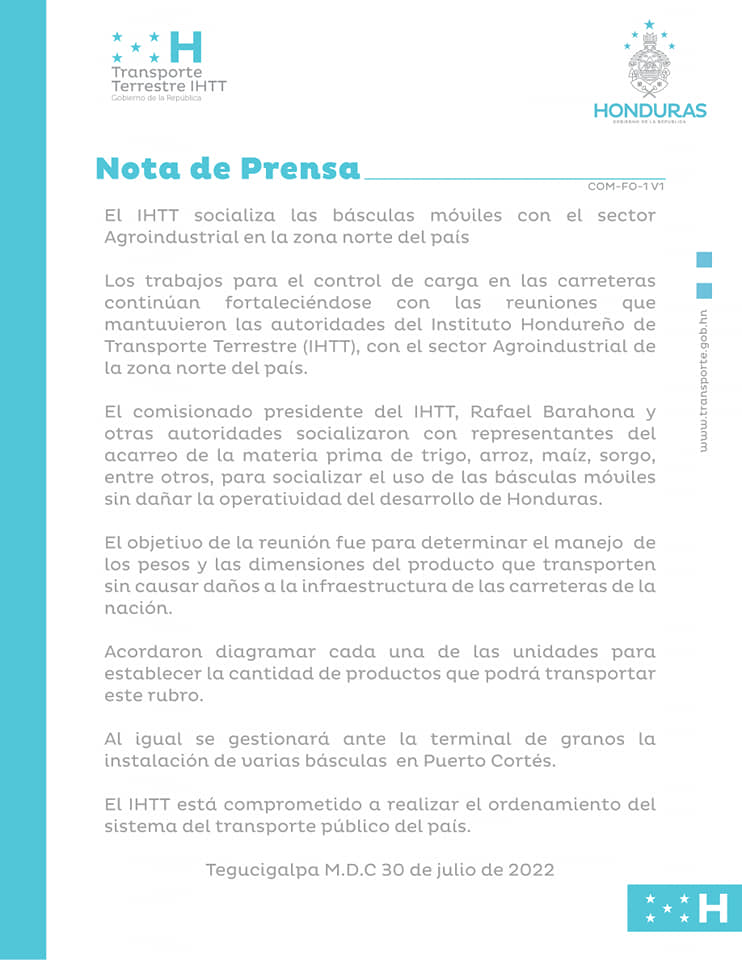 H
Transporte
Terrestre IHTT
Gobierno de la República
HONDURAS
GOBIERNO DE LA REPÚBLICA
Nota de Prensa
COM-FO-1 V1
El IHTT socializa las básculas móviles con el sector
Agroindustrial en la zona norte del país
Los trabajos para el control de carga en las carreteras
continúan fortaleciéndose con las reuniones que
mantuvieron las autoridades del Instituto Hondureño de
Transporte Terrestre (IHTT), con el sector Agroindustrial de
la zona norte del país.
El comisionado presidente del IHTT, Rafael Barahona y
otras autoridades socializaron con representantes del
acarreo de la materia prima de trigo, arroz, maíz, sorgo,
entre otros, para socializar el uso de las básculas móviles
sin dañar la operatividad del desarrollo de Honduras.
El objetivo de la reunión fue para determinar el manejo de
los pesos y las dimensiones del producto que transporten
sin causar daños a la infraestructura de las carreteras de la
nación.
Acordaron diagramar cada una de las unidades para
establecer la cantidad de productos que podrá transportar
este rubro.
Al igual se gestionará ante la terminal de granos la
instalación de varias básculas en Puerto Cortés.
El IHTT está comprometido a realizar el ordenamiento del
sistema del transporte público del país.
Tegucigalpa M.D.C 30 de julio de 2022
www.transporte.gob.hn
H